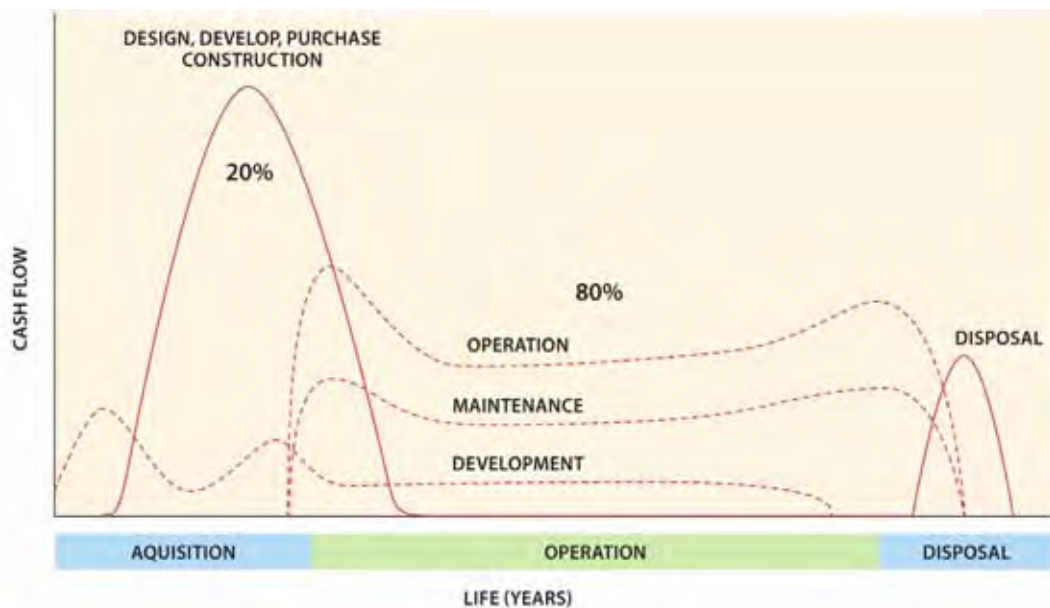 DESIGN, DEVELOP, PURCHASE
CONSTRUCTION
20%
80%
OPERATION
DISPOSAL
MAINTENANCE
DEVELOPMENT
CASH FLOW
AQUISITION
OPERATION
DISPOSAL
LIFE (YEARS)